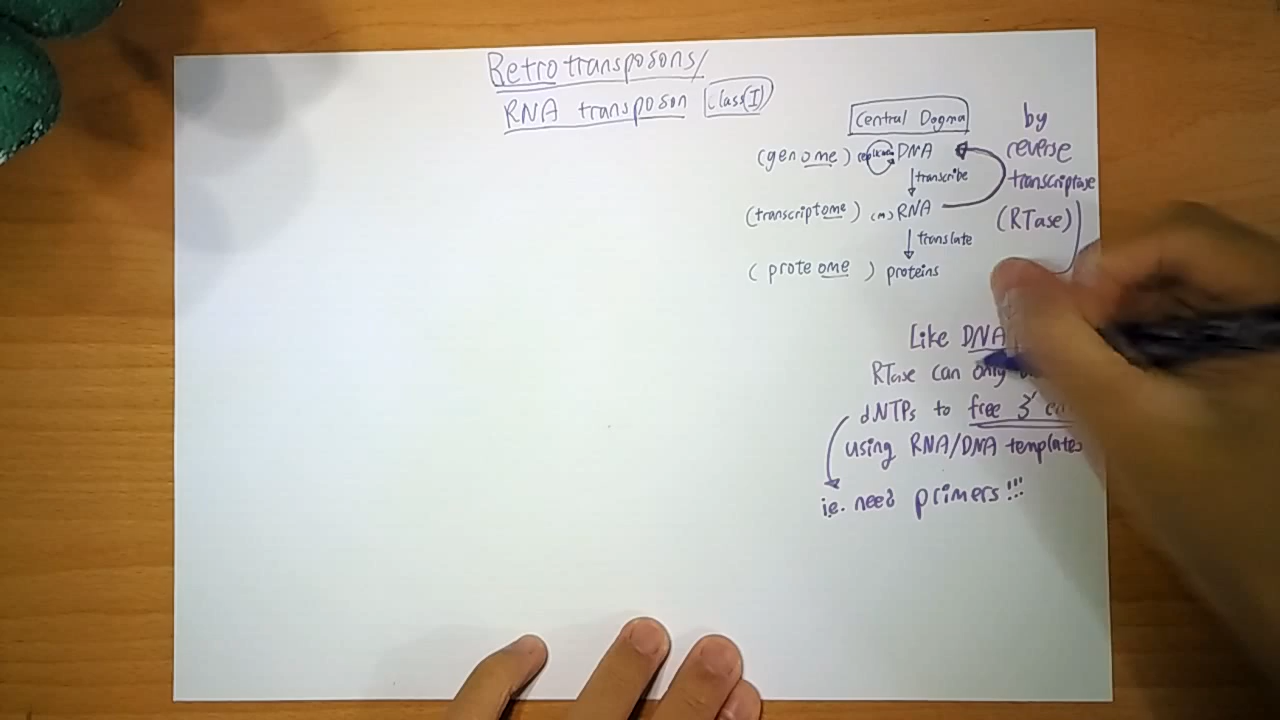 Retrotransposons/
RNA transposon (Class(I))
Central Dogma
(genome) DNA
transcribe
(transcriptome) (m)RNA
translate
(proteome) proteins
by
reverse
transcriptase
(RTase)
Like DNA
RTase can only
dNTPs to free 3'
using RNA/DNA templates
i.e. need primers!!!